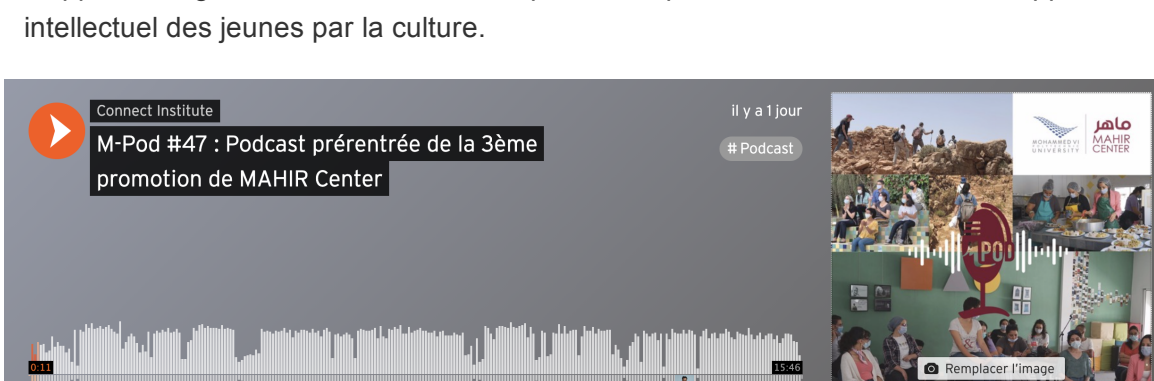 intellectuel des jeunes par la culture.
Connect Institute
M-Pod #47 : Podcast prérentrée de la 3ème
promotion de MAHIR Center
il y a 1 jour
# Podcast
MOHAMMED VI
UNIVERSITY
ماهر
MAHIR
CENTER
POD
0:11
15:46
Remplacer l'image